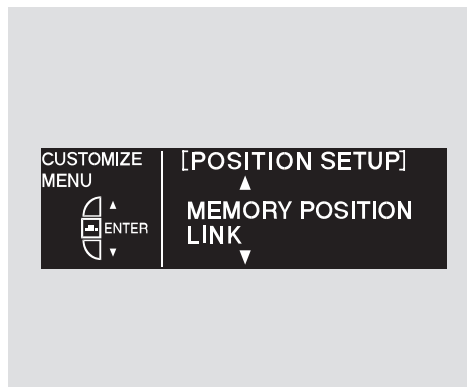 CUSTOMIZE
MENU
ENTER
[POSITION SETUP]
MEMORY POSITION
LINK